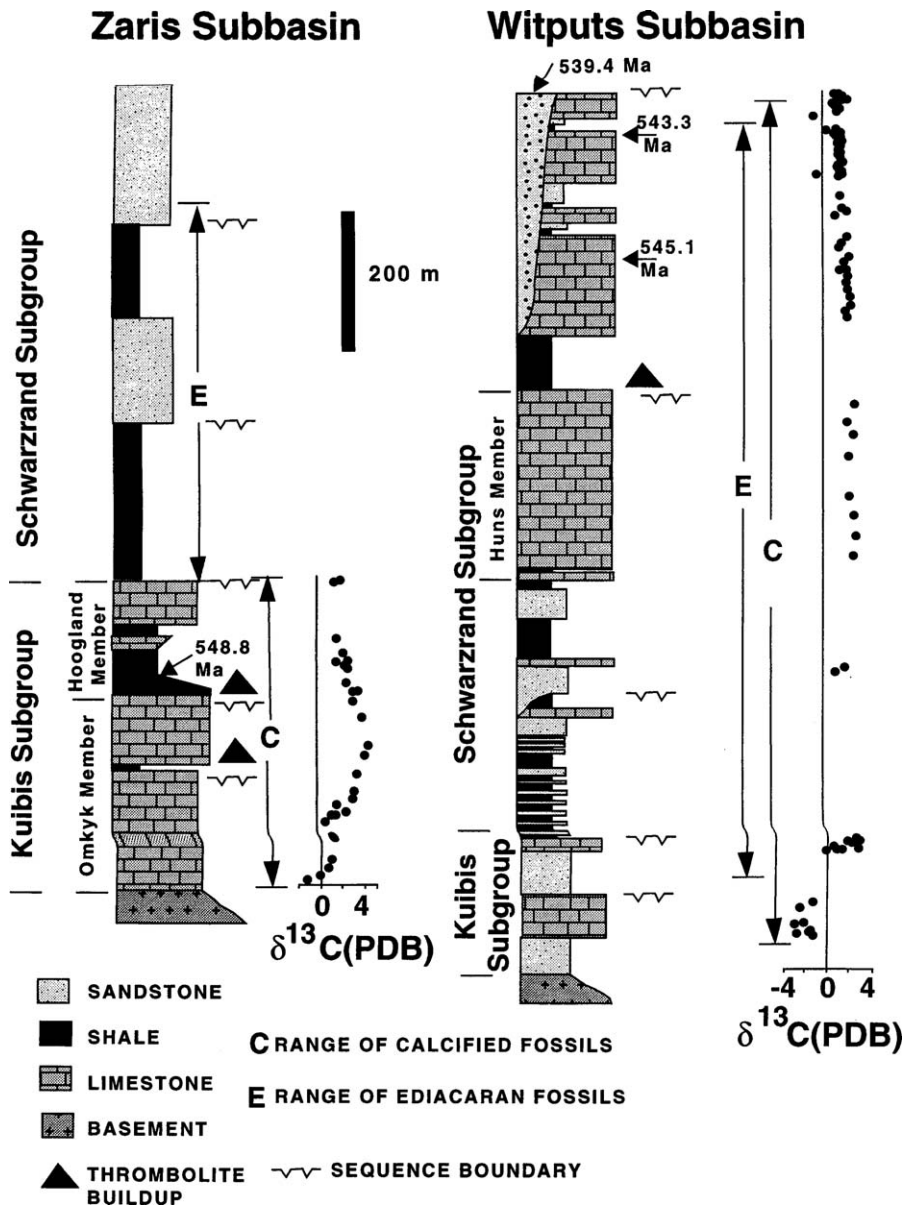 Zaris Subbasin
Witputs Subbasin
539.4 Ma
543.3
Ma
545.1
Ma
200 m
Schwarzrand Subgroup
E
Kuibis Subgroup
Hoogland
Member
Omkyk Member
548.8
Ma
C
0 4
δ13C(PDB)
Schwarzrand Subgroup
Huns Member
Kuibis
Subgroup
E
C
-4 0 4
δ13C(PDB)
SANDSTONE
SHALE
LIMESTONE
BASEMENT
THROMBOLITE
BUILDUP
C RANGE OF CALCIFIED FOSSILS
E RANGE OF EDIACARAN FOSSILS
SEQUENCE BOUNDARY